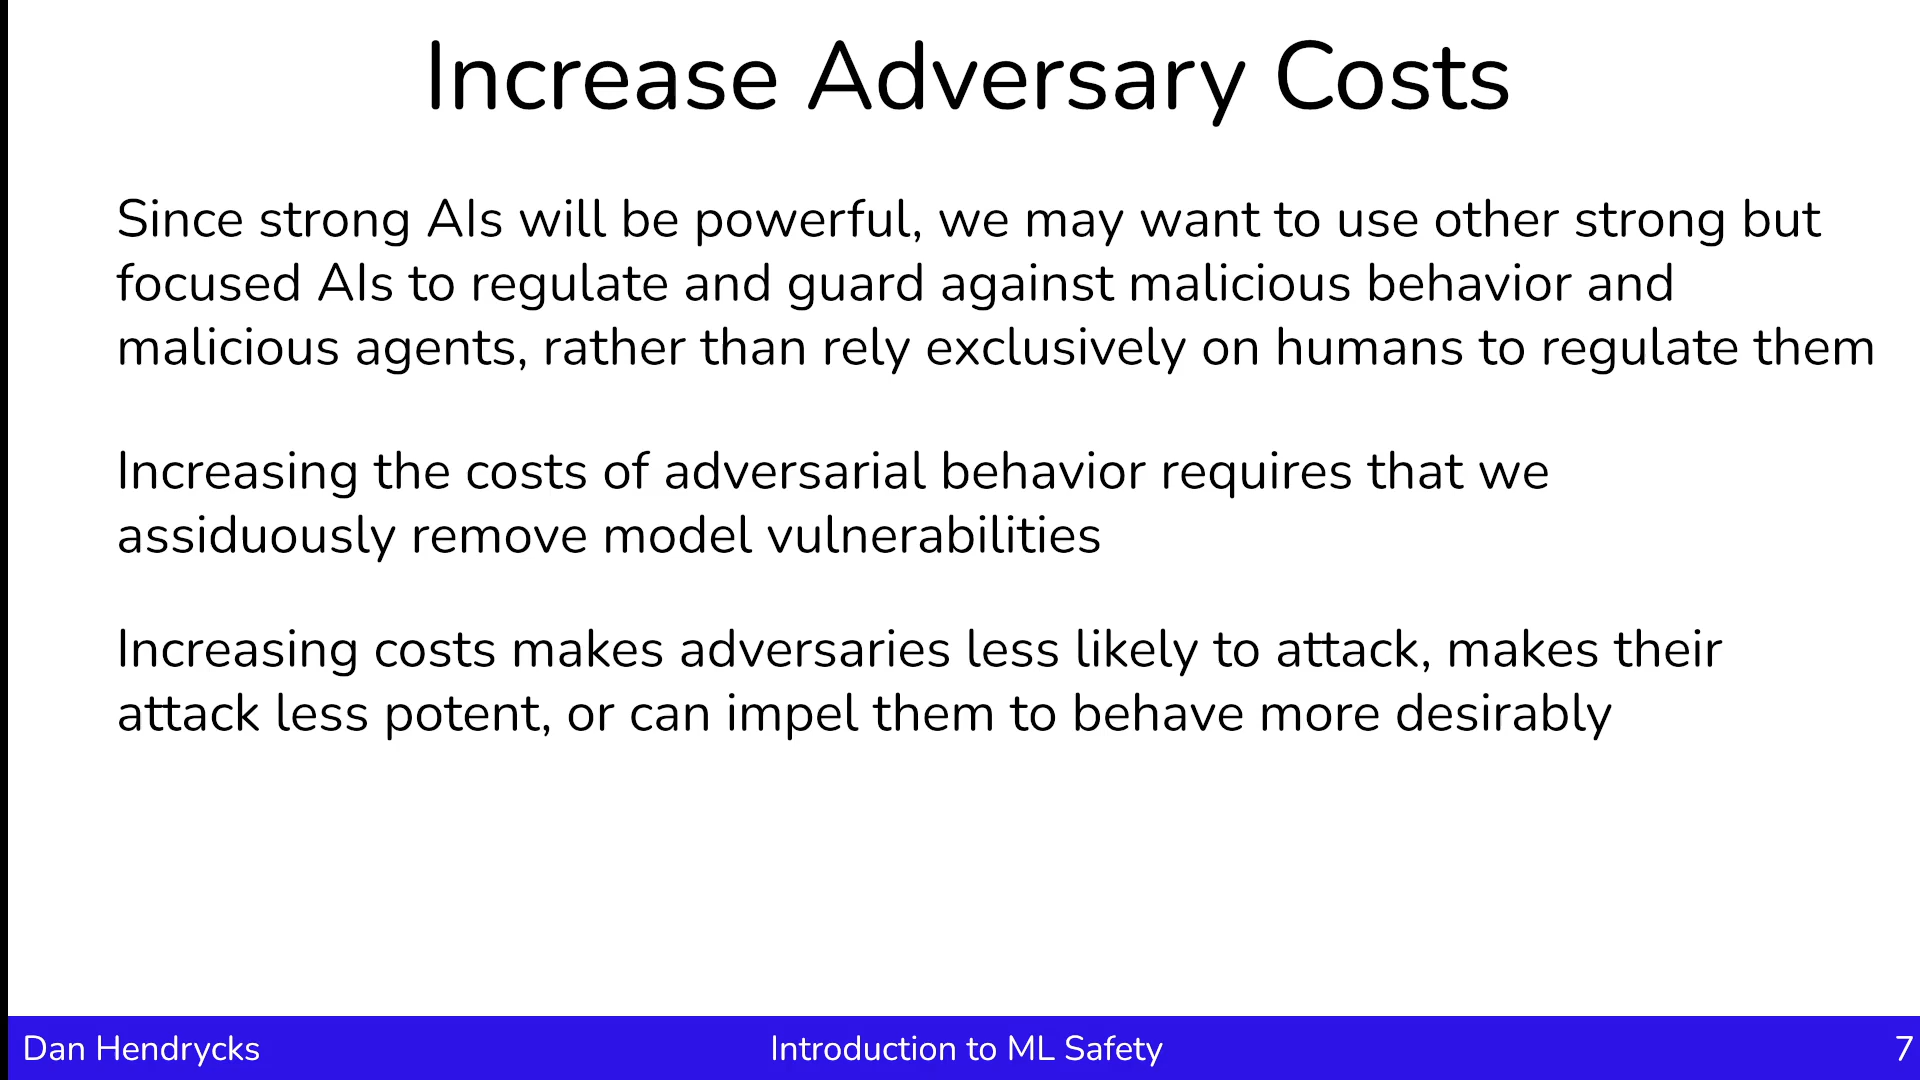 Increase Adversary Costs
Since strong AIs will be powerful, we may want to use other strong but
focused AIs to regulate and guard against malicious behavior and
malicious agents, rather than rely exclusively on humans to regulate them
Increasing the costs of adversarial behavior requires that we
assiduously remove model vulnerabilities
Increasing costs makes adversaries less likely to attack, makes their
attack less potent, or can impel them to behave more desirably
Dan Hendrycks
Introduction to ML Safety
7